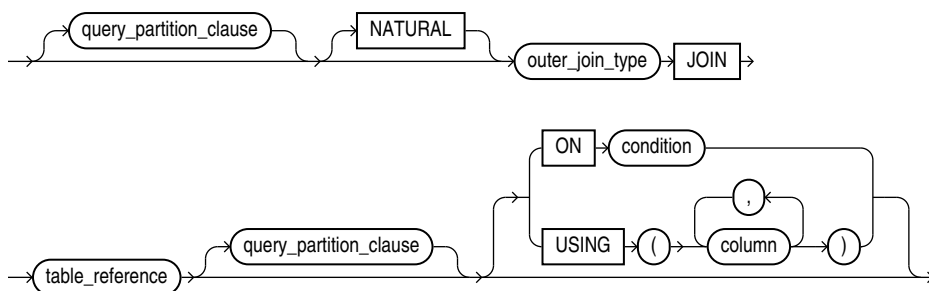 query_partition_clause NATURAL
outer_join_type JOIN
ON condition
,
USING ( column )
query_partition_clause
table_reference